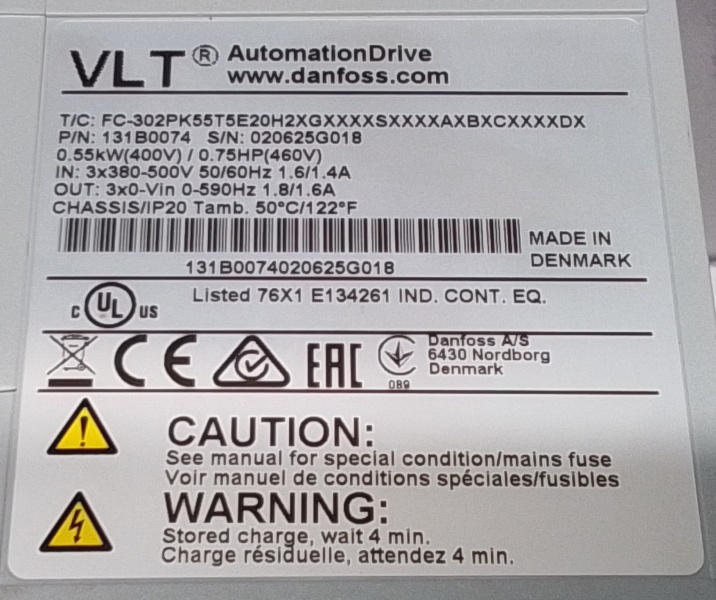 VLT® AutomationDrive
www.danfoss.com
T/C: FC-302PK55T5E20H2XGXXXXSXXXXAXBXCXXXXDX
P/N: 131B0074 S/N: 020625G018
0.55kW(400V) / 0.75HP(460V)
IN: 3x380-500V 50/60Hz 1.6/1.4A
OUT: 3x0-Vin 0-590Hz 1.8/1.6A
CHASSIS/IP20 Tamb. 50°C/122°F
MADE IN
DENMARK
131B0074020625G018
C UL US Listed 76X1 E134261 IND. CONT. EQ.
CE EAC
089
Danfoss A/S
6430 Nordborg
Denmark
CAUTION:
See manual for special condition/mains fuse
Voir manuel de conditions spéciales/fusibles
WARNING:
Stored charge, wait 4 min.
Charge résiduelle, attendez 4 min.